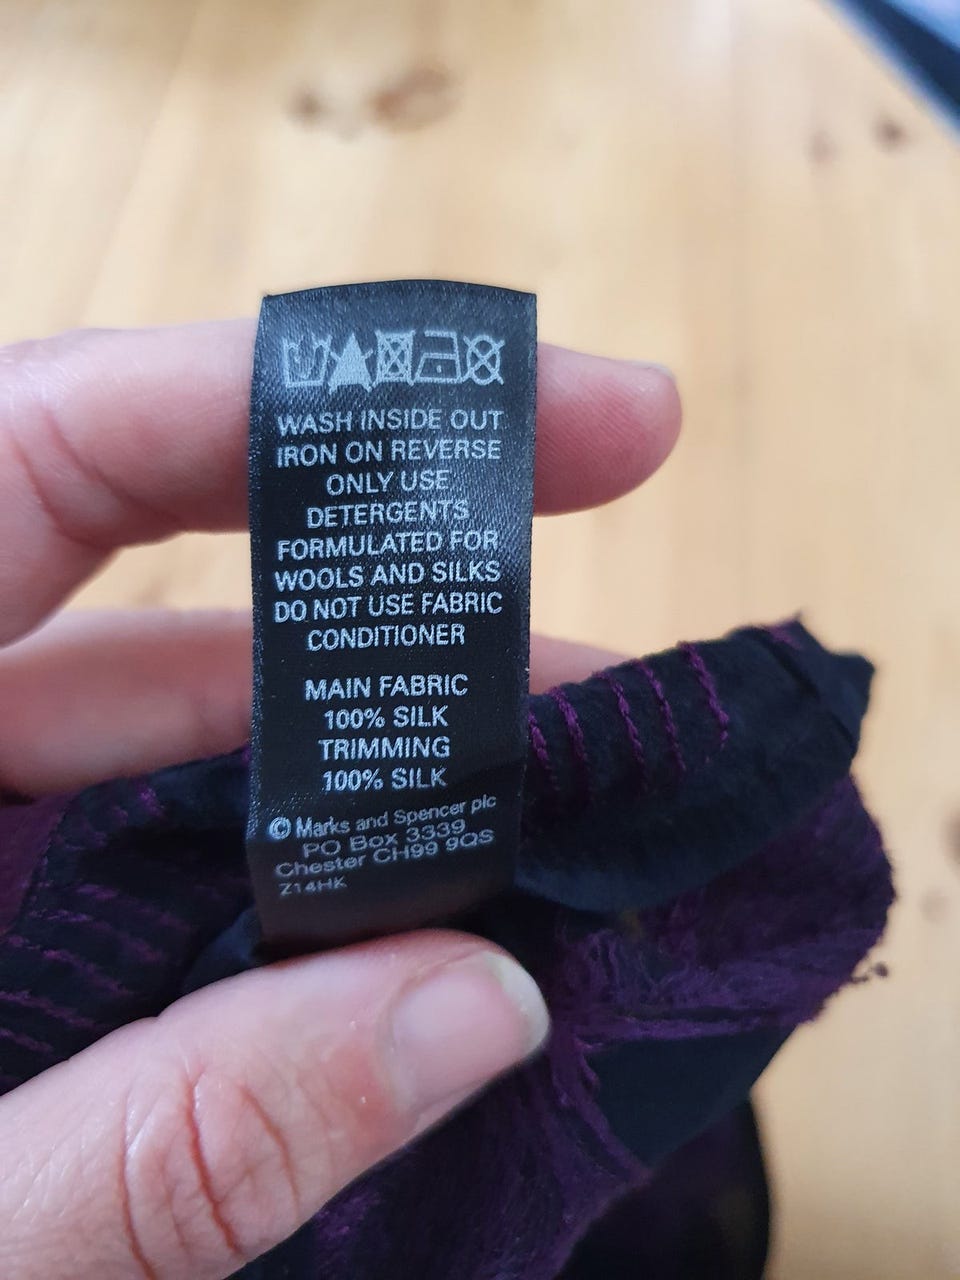 WASH INSIDE OUT
IRON ON REVERSE
ONLY USE
DETERGENTS
FORMULATED FOR
WOOLS AND SILKS
DO NOT USE FABRIC
CONDITIONER
MAIN FABRIC
100% SILK
TRIMMING
100% SILK
© Marks and Spencer plc
PO Box 3339
Chester CH99 9QS
Z14HK